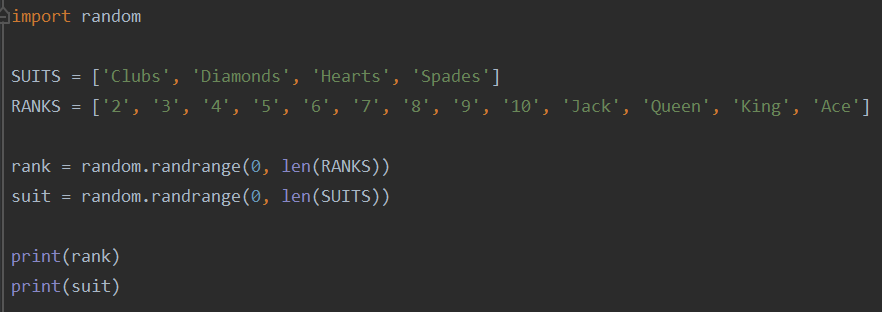 import random
SUITS = ['Clubs', 'Diamonds', 'Hearts', 'Spades']
RANKS = ['2', '3', '4', '5', '6', '7', '8', '9', '10', 'Jack', 'Queen', 'King', 'Ace']
rank = random.randrange(0, len(RANKS))
suit = random.randrange(0, len(SUITS))
print(rank)
print(suit)